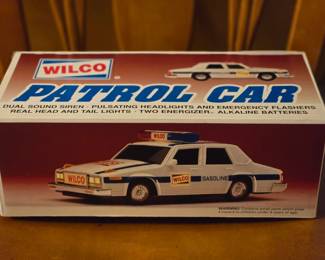 WILCO
PATROL CAR
DUAL SOUND SIREN · PULSATING HEADLIGHTS AND EMERGENCY FLASHERS
REAL HEAD AND TAIL LIGHTS · TWO ENERGIZER® ALKALINE BATTERIES
WILCO
WILCO
WILCO
GASOLINE